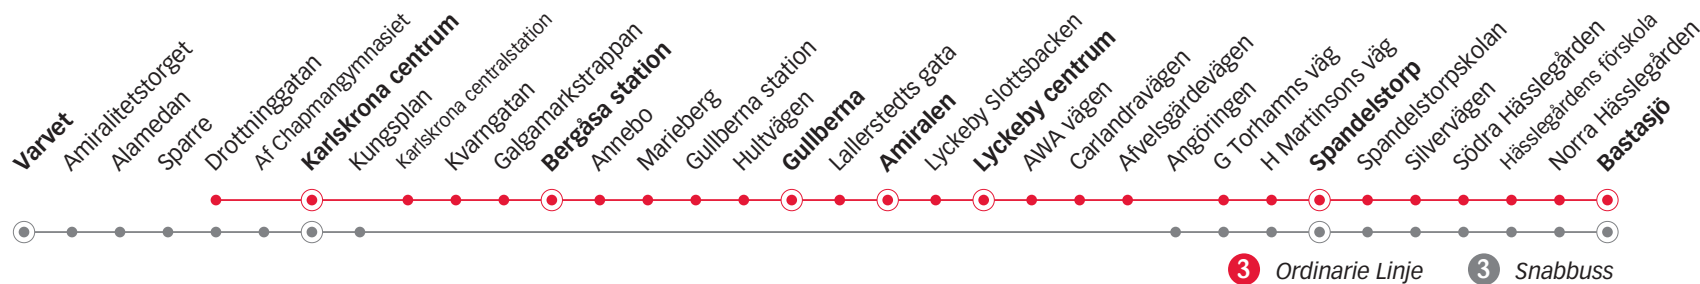 Varvet
Amiralitetstorget
Alamedan
Sparre
Drottninggatan
Af Chapmangymnasiet
Karlskrona centrum
Kungsplan
Karlskrona centralstation
Kvarngatan
Galgamarkstrappan
Bergåsa station
Annebo
Marieberg
Gullberna station
Hultvägen
Gullberna
Lallerstedts gata
Amiralen
Lyckeby Slottsbacken
Lyckeby centrum
AWA vägen
Carlandravägen
Afvelsgärdevägen
Angöringen
G Torhamns väg
H Martinsons väg
Spandelstorp
Spandelstorpskolan
Silvervägen
Södra Hässlegården
Hässlegårdens förskola
Norra Hässlegården
Bastasjö
3 Ordinarie Linje
3 Snabbuss